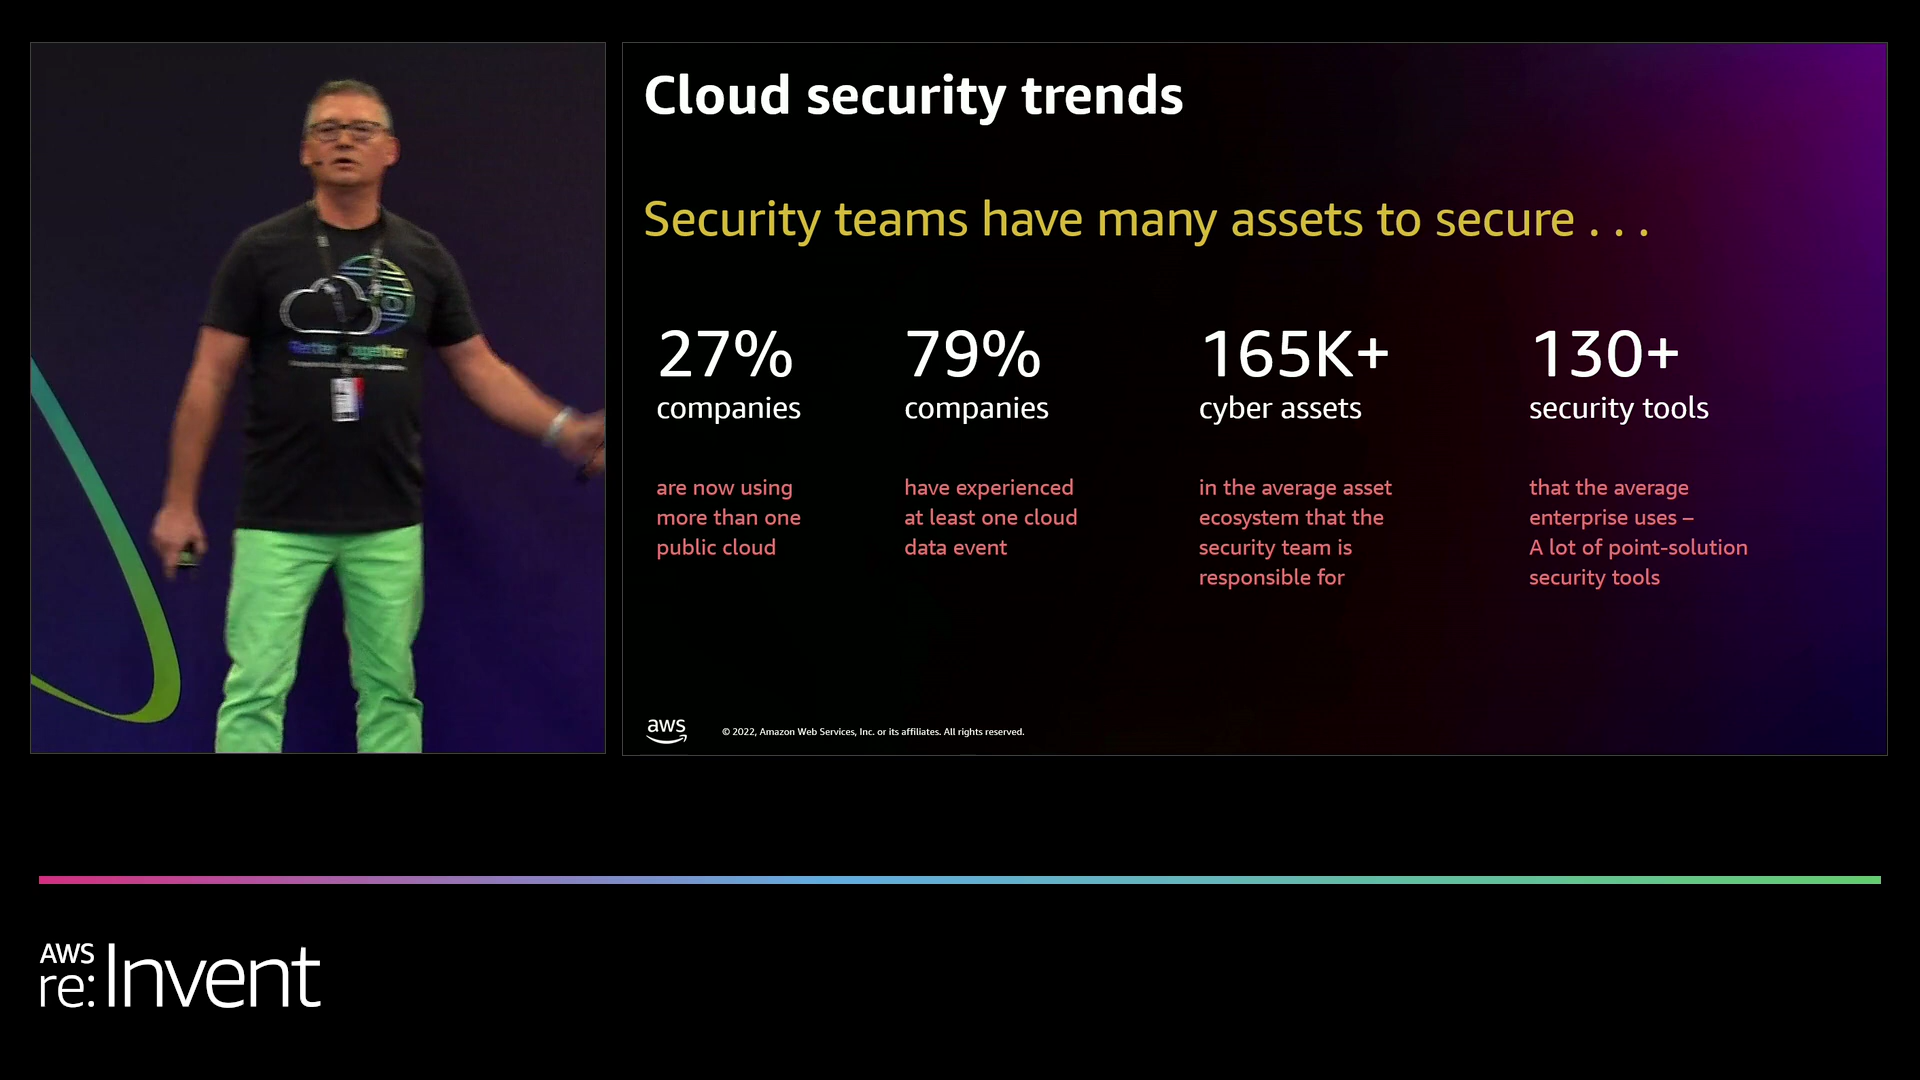 Cloud security trends
Security teams have many assets to secure . . .
27%
companies
are now using
more than one
public cloud
79%
companies
have experienced
at least one cloud
data event
165K+
cyber assets
in the average asset
ecosystem that the
security team is
responsible for
130+
security tools
that the average
enterprise uses –
A lot of point-solution
security tools
aws
© 2022, Amazon Web Services, Inc. or its affiliates. All rights reserved.
Better Together
AWS
re:Invent